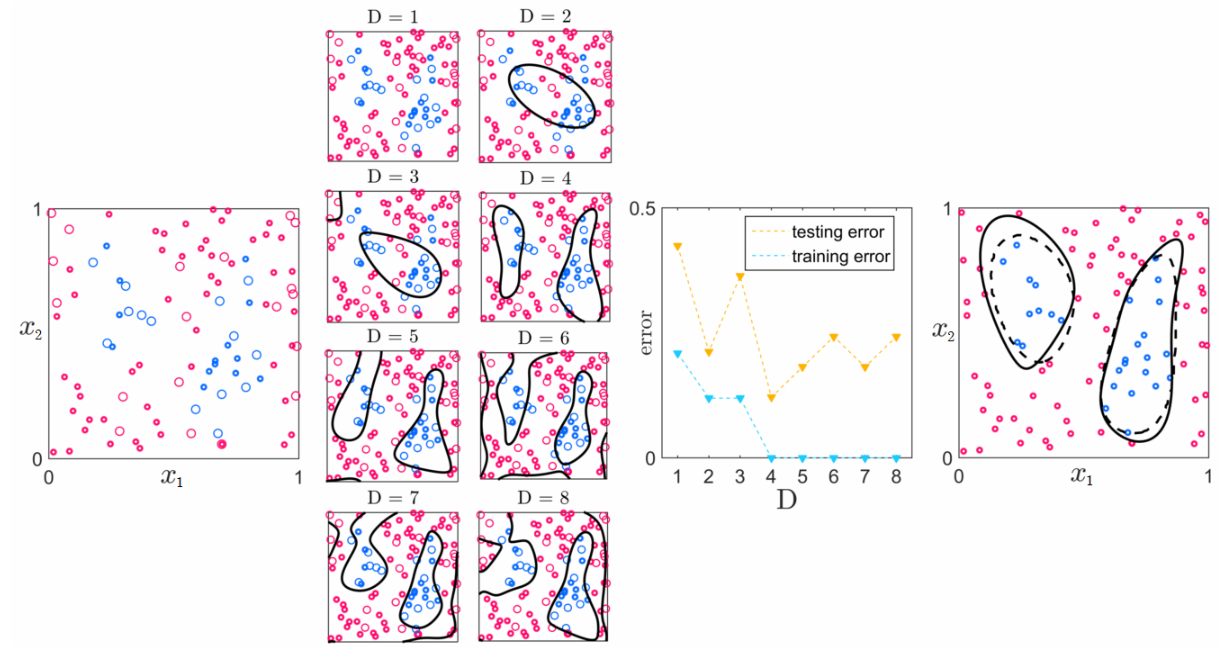 D = 1
D = 2
D = 3
D = 4
D = 5
D = 6
D = 7
D = 8
1
x₂
0
0
x₁
1
0.5
error
0
testing error
training error
1 2 3 4 5 6 7 8
D
1
x₂
0
0
x₁
1